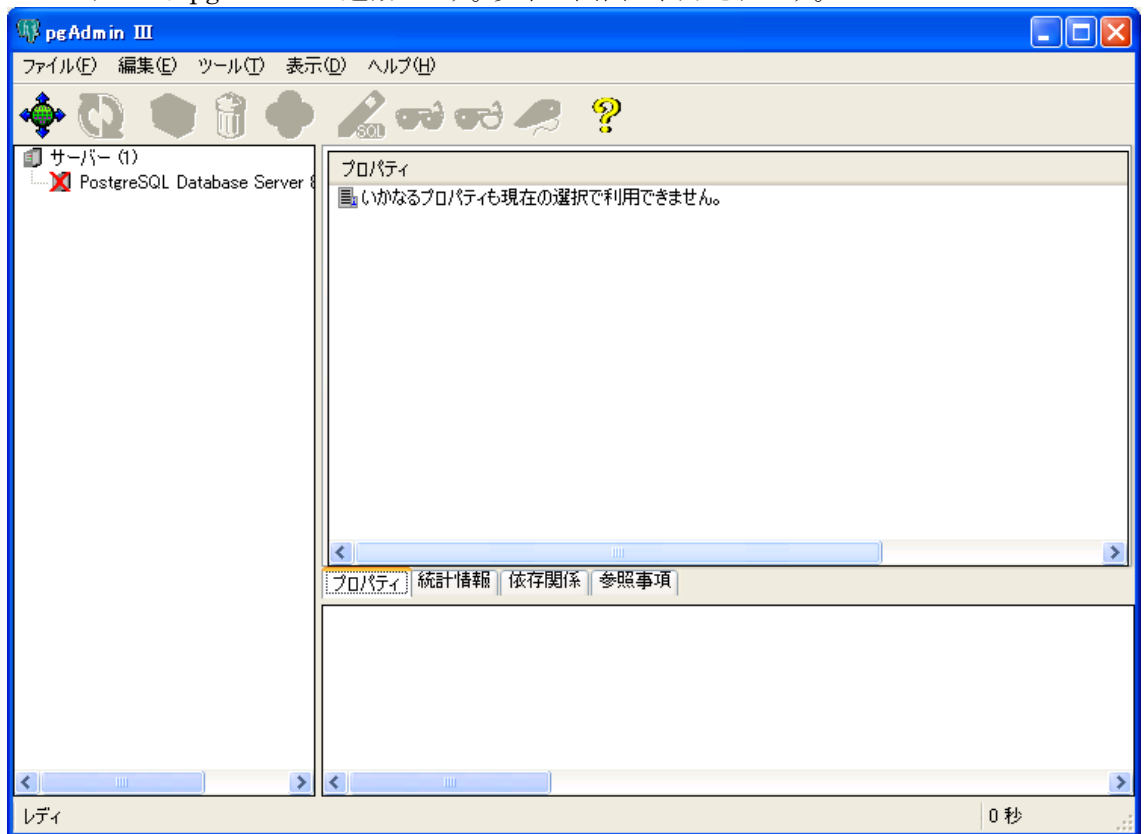 pgAdmin III
ファイル(F) 編集(E) ツール(T) 表示(D) ヘルプ(H)
SQL
サーバー (1)
PostgreSQL Database Server 8
プロパティ
いかなるプロパティも現在の選択で利用できません。
プロパティ 統計情報 依存関係 参照事項
レディ
0 秒